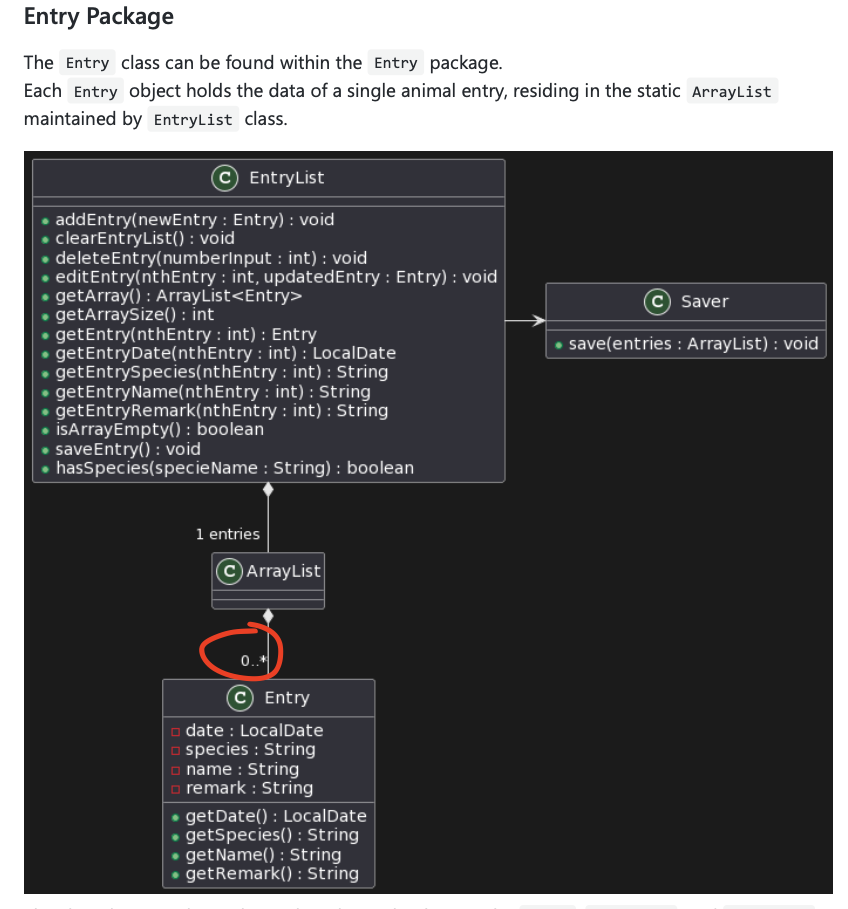 Entry Package
The Entry class can be found within the Entry package.
Each Entry object holds the data of a single animal entry, residing in the static ArrayList
maintained by EntryList class.
C EntryList
addEntry(newEntry : Entry) : void
clearEntryList() : void
deleteEntry(numberInput : int) : void
editEntry(nthEntry : int, updatedEntry : Entry) : void
getArray() : ArrayList<Entry>
getArraySize() : int
getEntry(nthEntry : int) : Entry
getEntryDate(nthEntry : int) : LocalDate
getEntrySpecies(nthEntry : int) : String
getEntryName(nthEntry : int) : String
getEntryRemark(nthEntry : int) : String
isArrayEmpty() : boolean
saveEntry() : void
hasSpecies(specieName : String) : boolean
C Saver
save(entries : ArrayList) : void
1 entries
C ArrayList
0..*
C Entry
date : LocalDate
species : String
name : String
remark : String
getDate() : LocalDate
getSpecies() : String
getName() : String
getRemark() : String